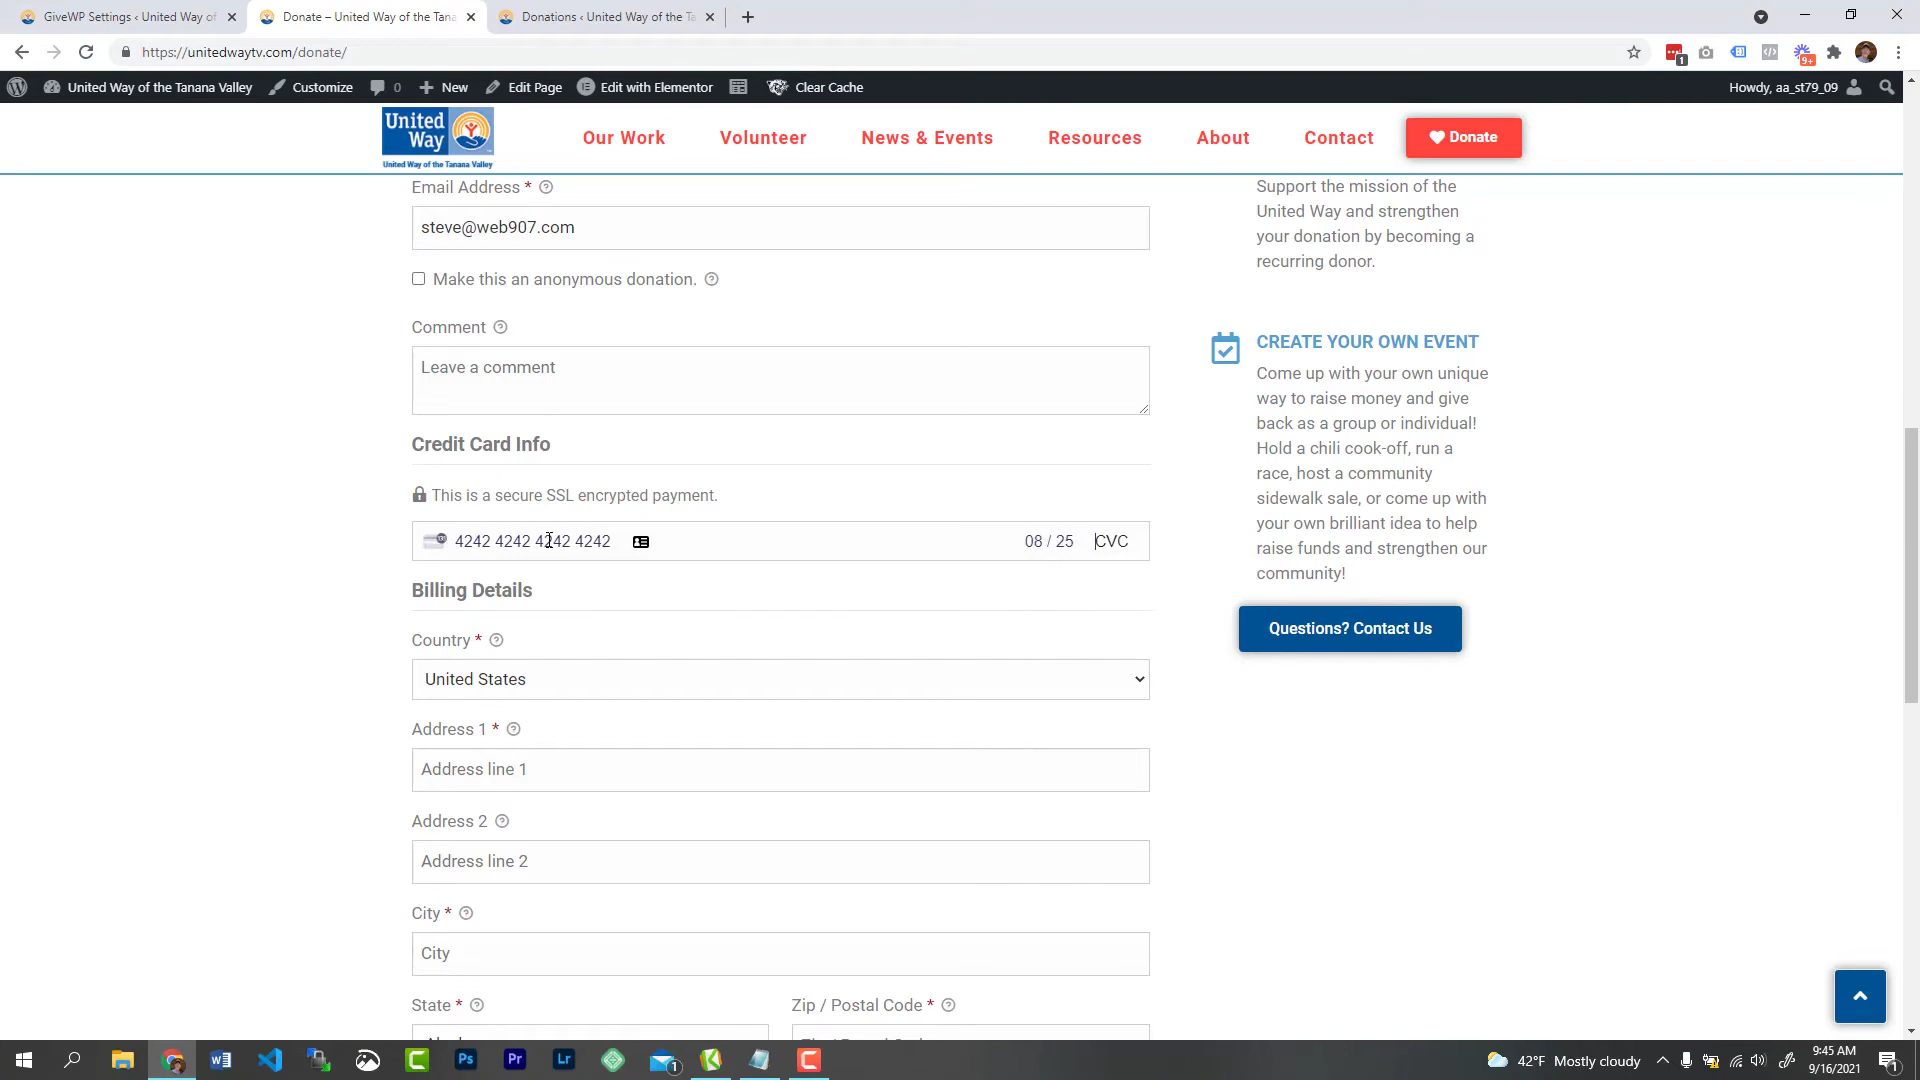 GiveWP Settings ‹ United Way of
Donate – United Way of the Tana
Donations ‹ United Way of the Ta
https://unitedwaytv.com/donate/
1
9+
United Way of the Tanana Valley
Customize
0
New
Edit Page
Edit with Elementor
Clear Cache
Howdy, aa_st79_09
United
Way
United Way of the Tanana Valley
Our Work
Volunteer
News & Events
Resources
About
Contact
Donate
Email Address *
steve@web907.com
Make this an anonymous donation.
Comment
Leave a comment
Credit Card Info
This is a secure SSL encrypted payment.
4242 4242 4242 4242
08 / 25
CVC
Billing Details
Country *
United States
Address 1 *
Address line 1
Address 2
Address line 2
City *
City
State *
Zip / Postal Code *
Support the mission of the
United Way and strengthen
your donation by becoming a
recurring donor.
CREATE YOUR OWN EVENT
Come up with your own unique
way to raise money and give
back as a group or individual!
Hold a chili cook-off, run a
race, host a community
sidewalk sale, or come up with
your own brilliant idea to help
raise funds and strengthen our
community!
Questions? Contact Us
Ps
Pr
Lr
1
42°F Mostly cloudy
9:45 AM
9/16/2021
1